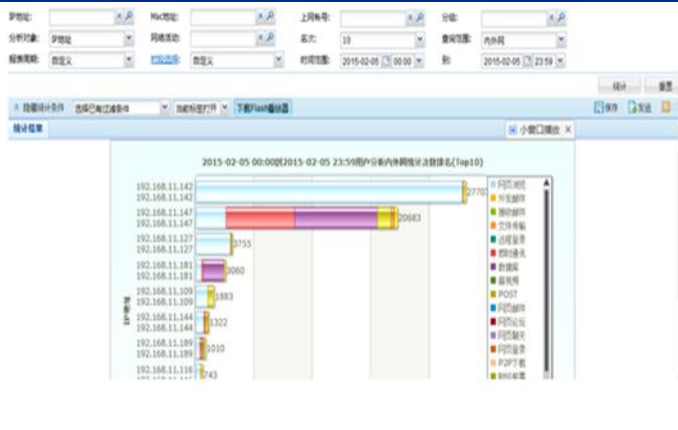 IP地址: Mac地址: 上网帐号: 分组:
分析对象: IP地址 网络活动: 名次: 10 查询范围: 内外网
报表周期: 自定义 时段选择: 自定义 时间范围: 2015-02-05 00:00 到: 2015-02-05 23:59
统计 重置
隐藏统计条件 选择已有过滤条件 当前标签打开 下载Flash播放器 保存 发送
统计结果 小窗口播放 ×
2015-02-05 00:00到2015-02-05 23:59用户分析内外网统计次数排名(Top10)
192.168.11.142
192.168.11.142
192.168.11.147
192.168.11.147 20683
192.168.11.127
192.168.11.127 3755
192.168.11.181
192.168.11.181 3060
192.168.11.109
192.168.11.109 1883
192.168.11.144
192.168.11.144 1322
192.168.11.189
192.168.11.189 1010
192.168.11.116 743
IP地址
网页浏览
外发邮件
接收邮件
文件传输
远程登录
即时通讯
数据库
音视频
POST
网页邮件
网页论坛
网页聊天
网页登录
P2P下载